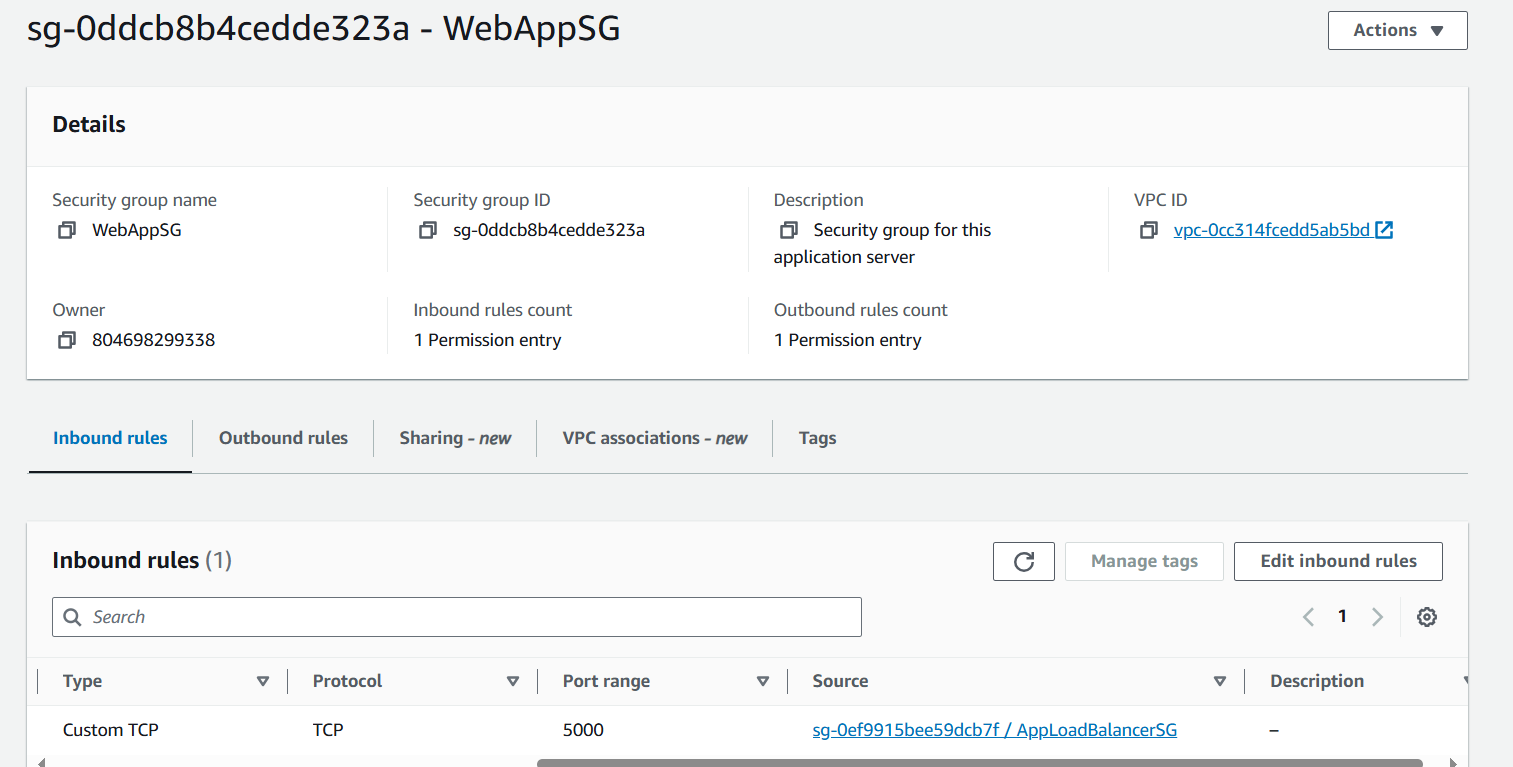 sg-0ddcb8b4cedde323a - WebAppSG
Actions
Details
Security group name
WebAppSG
Security group ID
sg-0ddcb8b4cedde323a
Description
Security group for this
application server
VPC ID
vpc-0cc314fcedd5ab5bd
Owner
804698299338
Inbound rules count
1 Permission entry
Outbound rules count
1 Permission entry
Inbound rules
Outbound rules
Sharing - new
VPC associations - new
Tags
Inbound rules (1)
Manage tags
Edit inbound rules
Search
1
Type
Protocol
Port range
Source
Description
Custom TCP
TCP
5000
sg-0ef9915bee59dcb7f / AppLoadBalancerSG
–